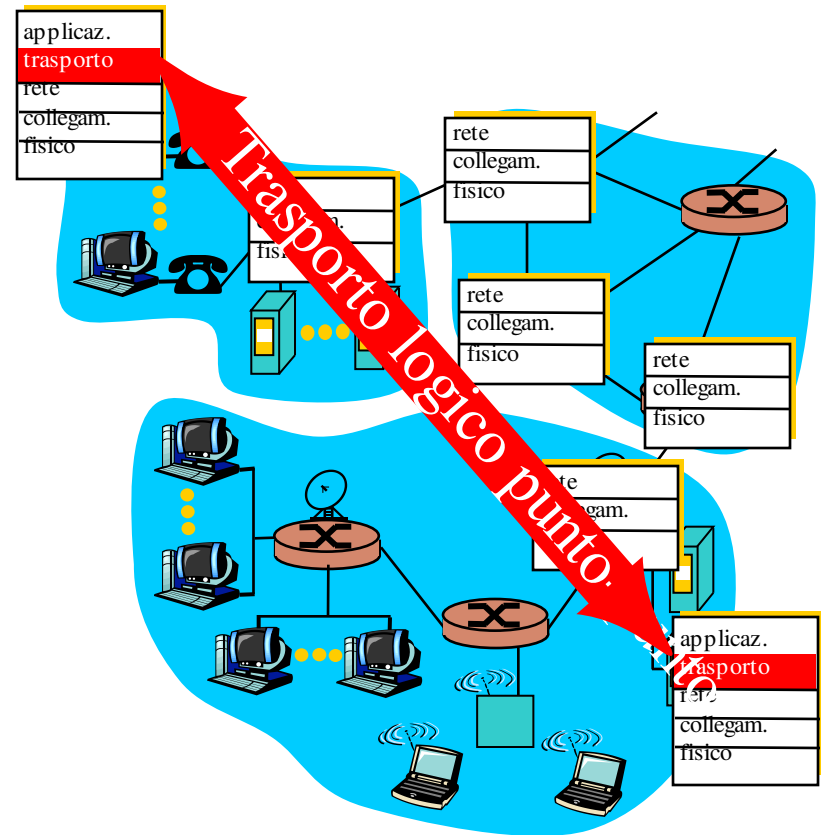 applicaz.
trasporto
rete
collegam.
fisico
rete
collegam.
fisico
rete
collegam.
fisico
rete
collegam.
fisico
Trasporto logico punto
applicaz.
trasporto
rete
collegam.
fisico